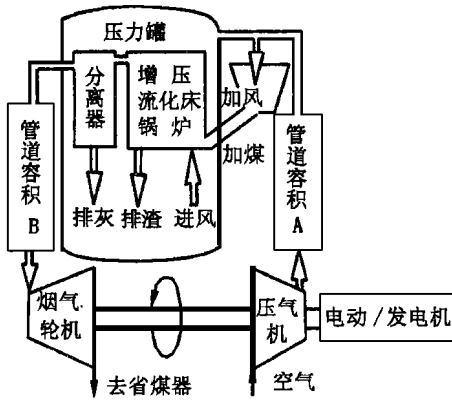 压力罐
分离器
增压
流化床
锅炉
加风
加煤
管道容积 B
管道容积 A
排灰
排渣
进风
烟气
轮机
压气
机
电动/发电机
去省煤器
空气